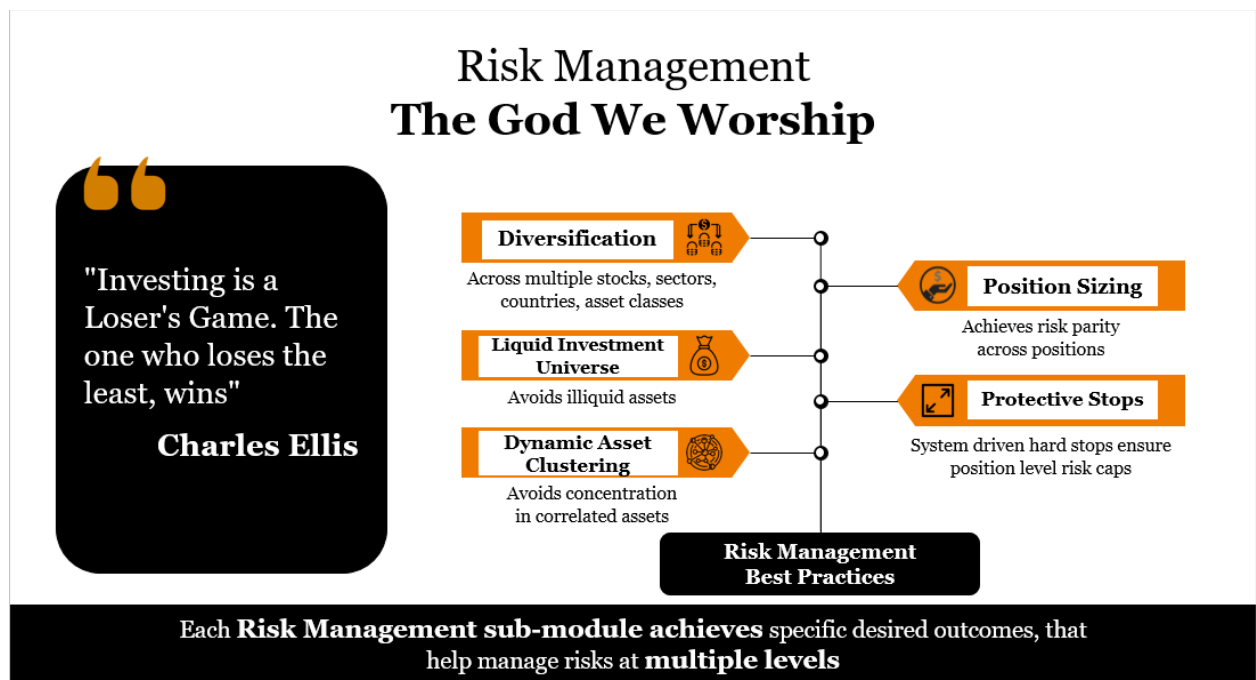 Risk Management
The God We Worship
"Investing is a
Loser's Game. The
one who loses the
least, wins"
Charles Ellis
Diversification
Across multiple stocks, sectors,
countries, asset classes
Position Sizing
Achieves risk parity
across positions
Liquid Investment
Universe
Avoids illiquid assets
Protective Stops
System driven hard stops ensure
position level risk caps
Dynamic Asset
Clustering
Avoids concentration
in correlated assets
Risk Management
Best Practices
Each Risk Management sub-module achieves specific desired outcomes, that
help manage risks at multiple levels